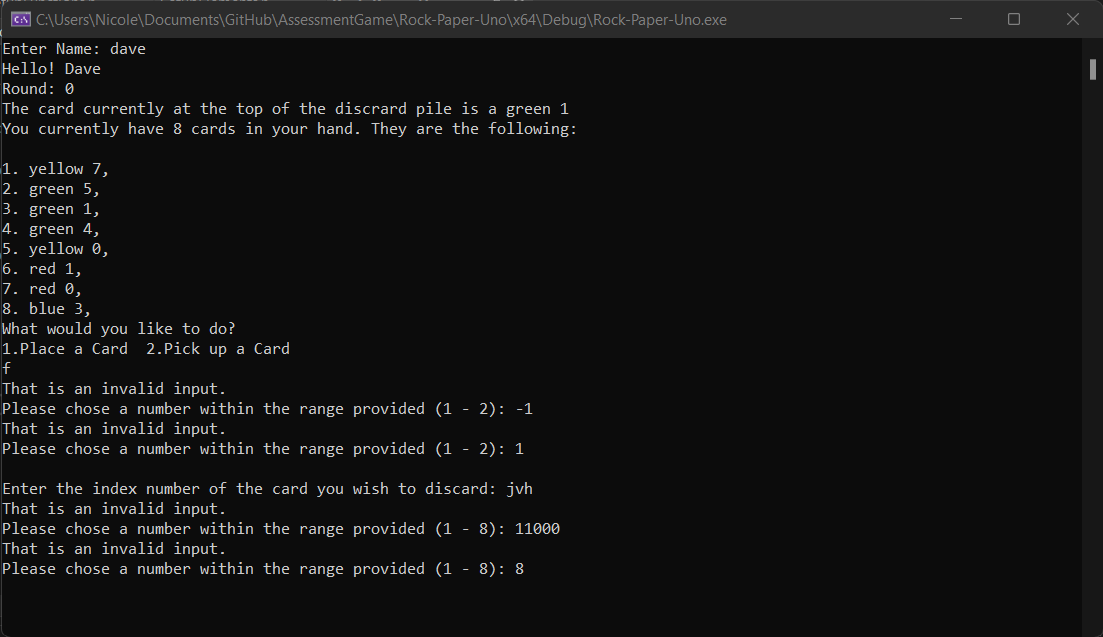 C:\Users\Nicole\Documents\GitHub\AssessmentGame\Rock-Paper-Uno\x64\Debug\Rock-Paper-Uno.exe
Enter Name: dave
Hello! Dave
Round: 0
The card currently at the top of the discrard pile is a green 1
You currently have 8 cards in your hand. They are the following:
1. yellow 7,
2. green 5,
3. green 1,
4. green 4,
5. yellow 0,
6. red 1,
7. red 0,
8. blue 3,
What would you like to do?
1.Place a Card  2.Pick up a Card
f
That is an invalid input.
Please chose a number within the range provided (1 - 2): -1
That is an invalid input.
Please chose a number within the range provided (1 - 2): 1
Enter the index number of the card you wish to discard: jvh
That is an invalid input.
Please chose a number within the range provided (1 - 8): 11000
That is an invalid input.
Please chose a number within the range provided (1 - 8): 8